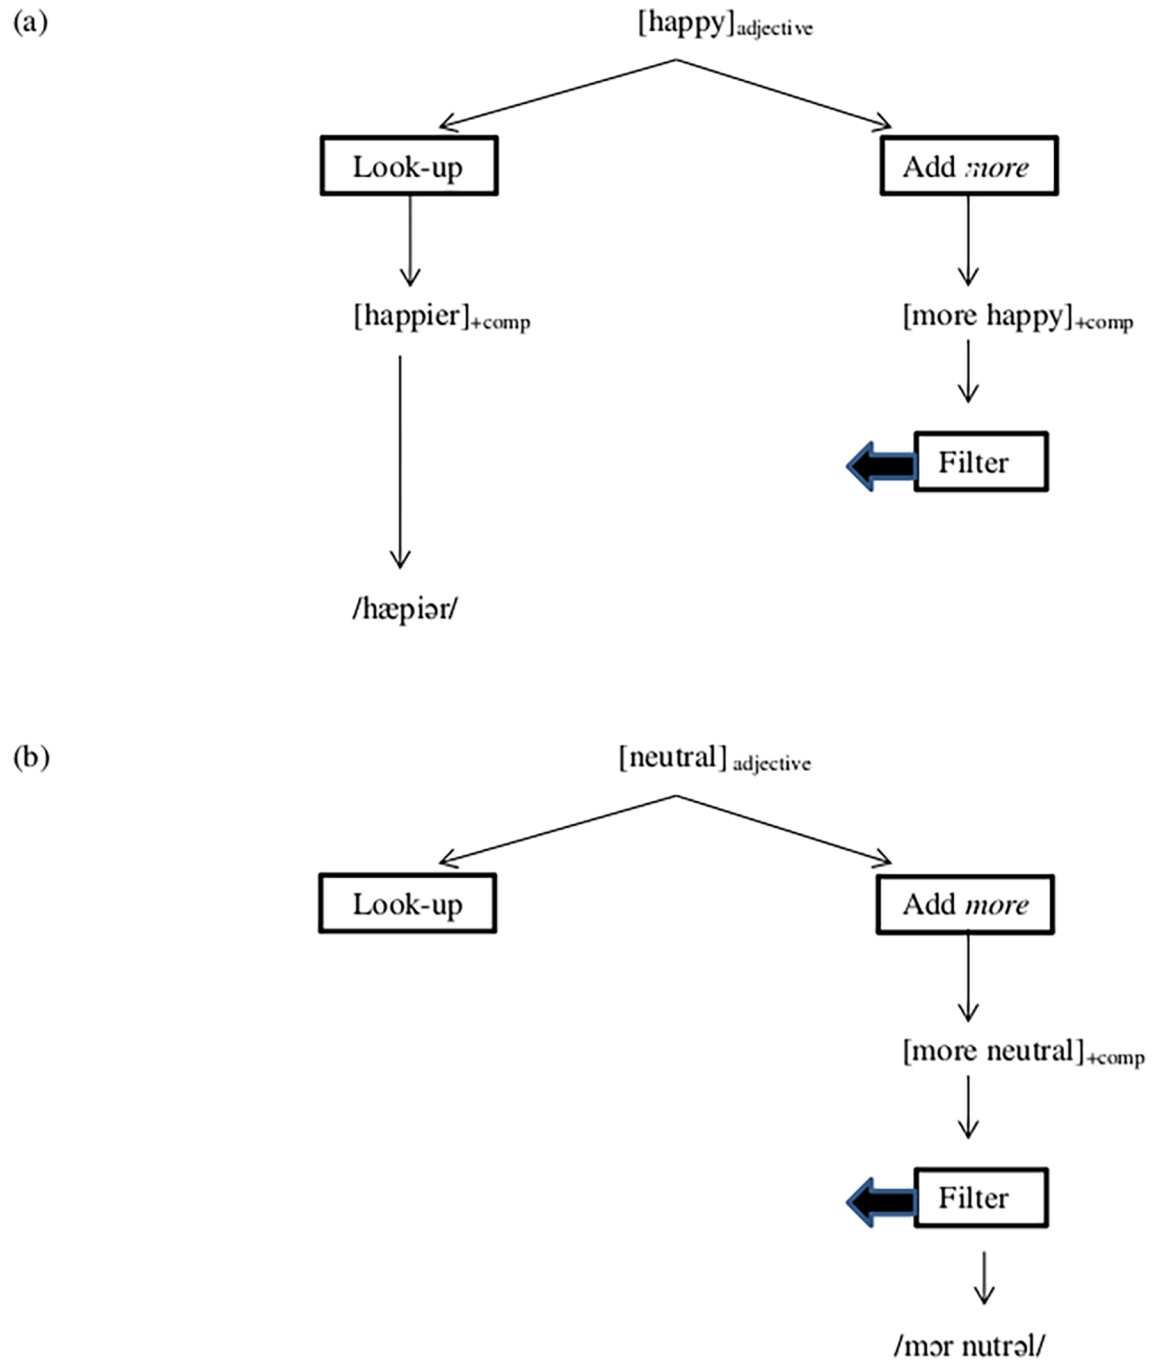 (a)
[happy]adjective
Look-up Add more
[happier]+comp [more happy]+comp
Filter
/hæpiər/
(b)
[neutral] adjective
Look-up Add more
[more neutral]+comp
Filter
/mɔr nutrəl/